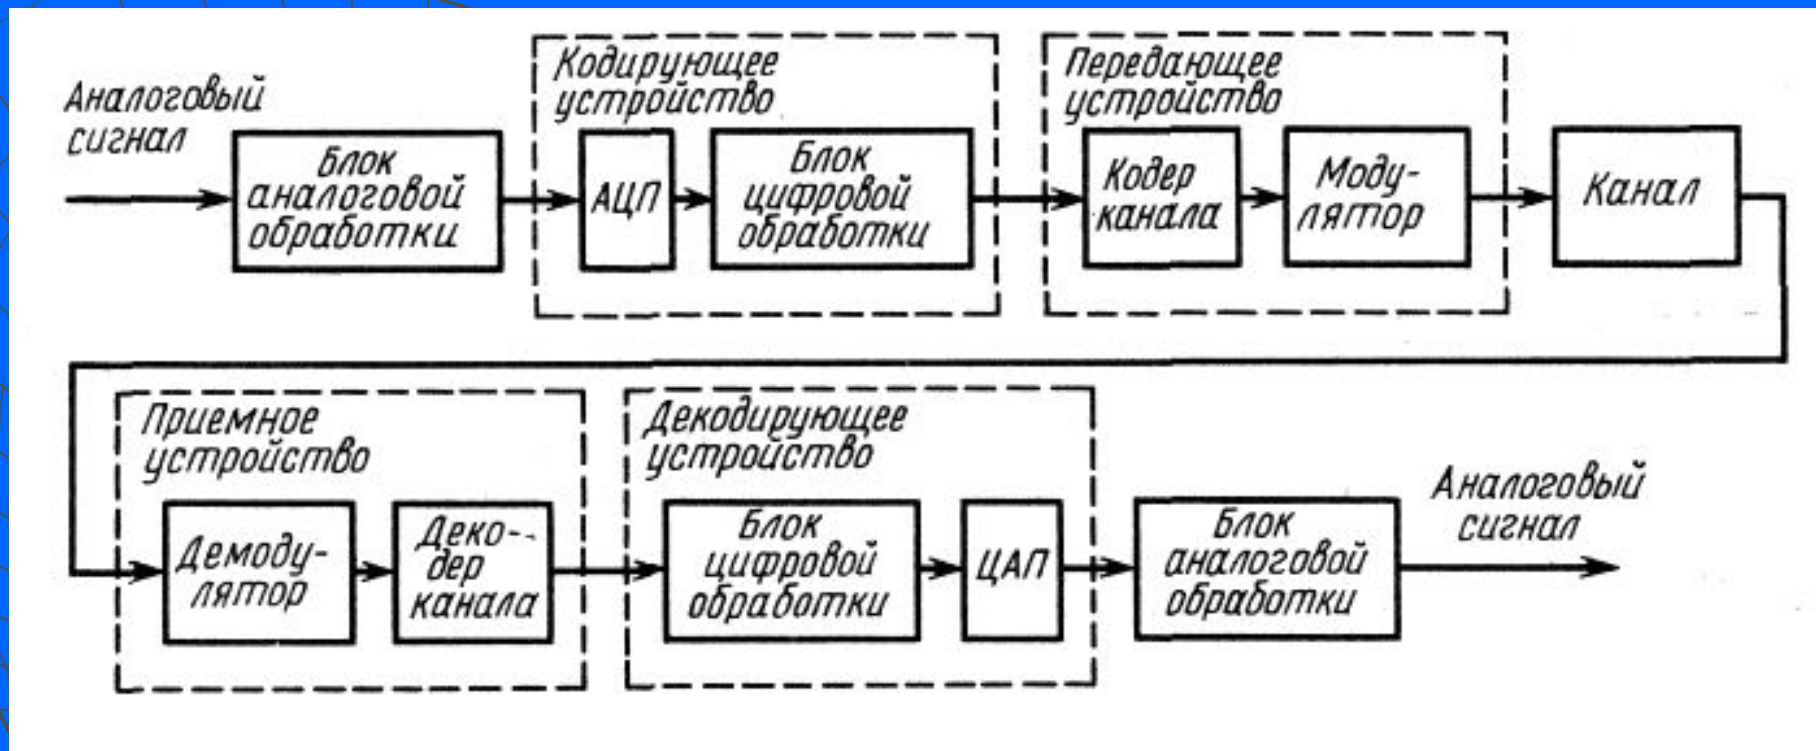 Аналоговый
сигнал
Блок
аналоговой
обработки
Кодирующее
устройство
АЦП
Блок
цифровой
обработки
Передающее
устройство
Кодер
канала
Моду-
лятор
Канал
Приемное
устройство
Демоду-
лятор
Деко-
дер
канала
Декодирующее
устройство
Блок
цифровой
обработки
ЦАП
Блок
аналоговой
обработки
Аналоговый
сигнал